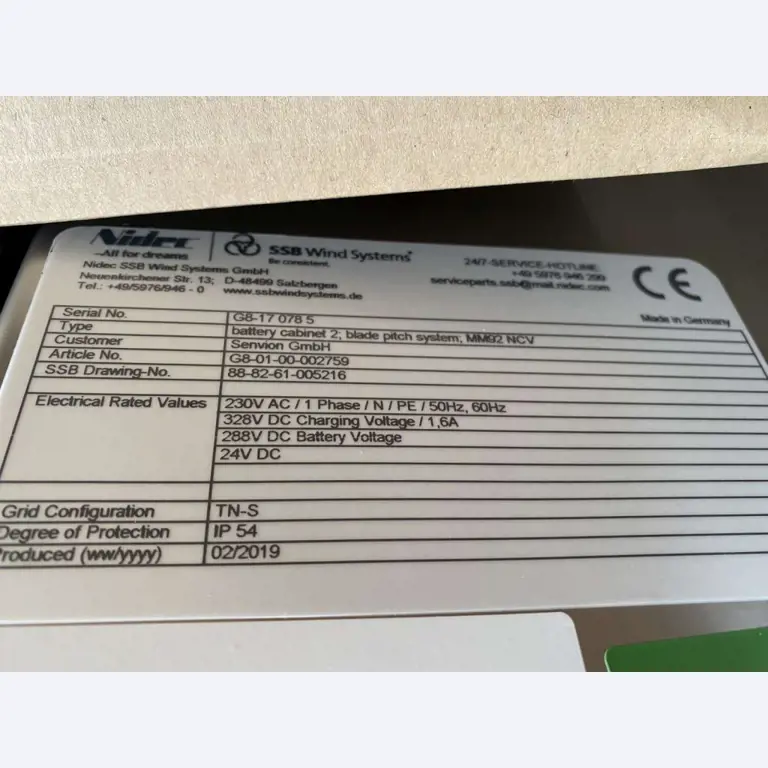 Nidec
-All for dreams
SSB Wind Systems
Be consistent.
Nidec SSB Wind Systems GmbH
Neuenkirchener Str. 13; D-48499 Salzbergen
Tel.: +49/5976/946 - 0 www.ssbwindsystems.de
24/7-SERVICE-HOTLINE
+49 5976 946 299
serviceparts.ssb@mail.nidec.com
CE
Made in Germany
Serial No. G8-17 078 5
Type battery cabinet 2; blade pitch system; MM92 NCV
Customer Senvion GmbH
Article No. G8-01-00-002759
SSB Drawing-No. 88-82-61-005216
Electrical Rated Values 230V AC / 1 Phase / N / PE / 50Hz, 60Hz
328V DC Charging Voltage / 1,6A
288V DC Battery Voltage
24V DC
Grid Configuration TN-S
Degree of Protection IP 54
Produced (ww/yyyy) 02/2019